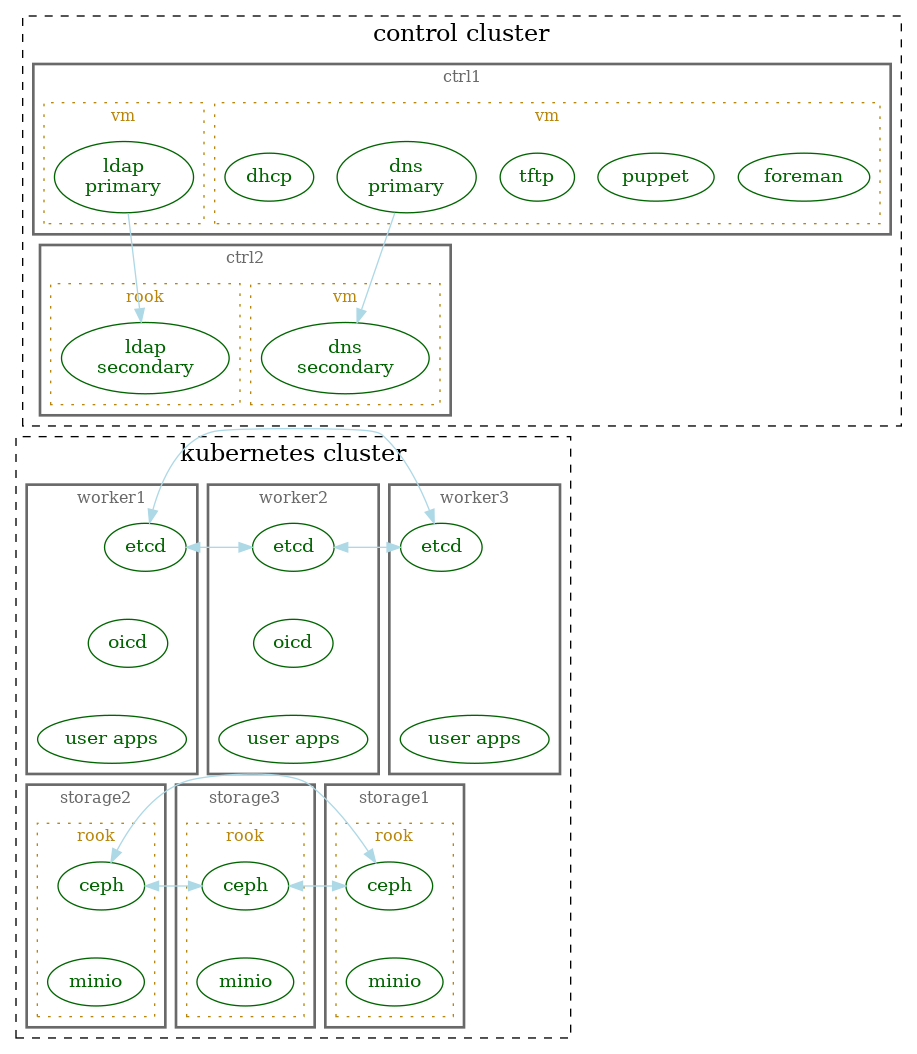 control cluster
ctrl1
vm
vm
ldap
primary
dhcp
dns
primary
tftp
puppet
foreman
ctrl2
rook
vm
ldap
secondary
dns
secondary
kubernetes cluster
worker1
worker2
worker3
etcd
etcd
etcd
oicd
oicd
user apps
user apps
user apps
storage2
storage3
storage1
rook
rook
rook
ceph
ceph
ceph
minio
minio
minio